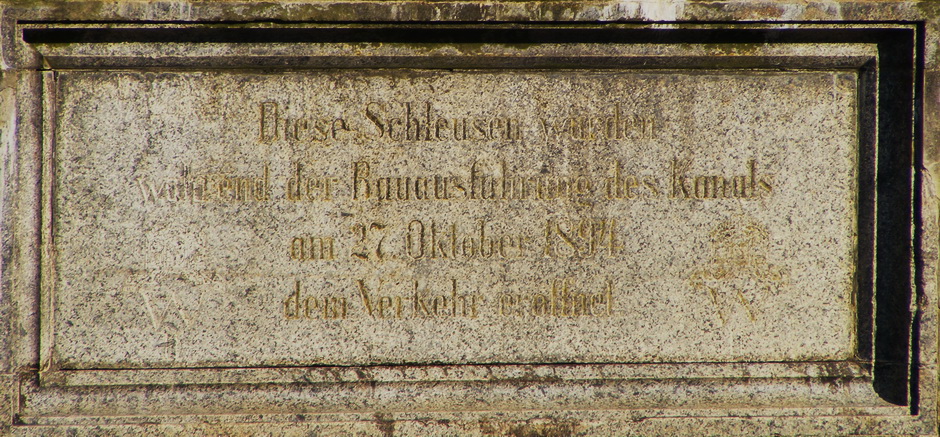 Diese Schleusen wurden
während der Bauausführung des Kanals
am 27. Oktober 1894
dem Verkehr eröffnet